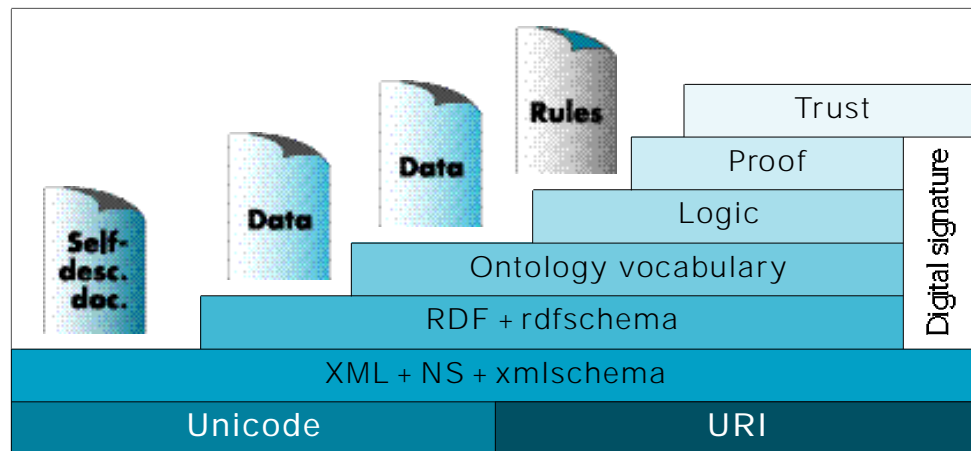 Rules
Trust
Data
Proof
Data
Logic
Self-
desc.
doc.
Ontology vocabulary
Digital signature
RDF + rdfschema
XML + NS + xmlschema
Unicode
URI